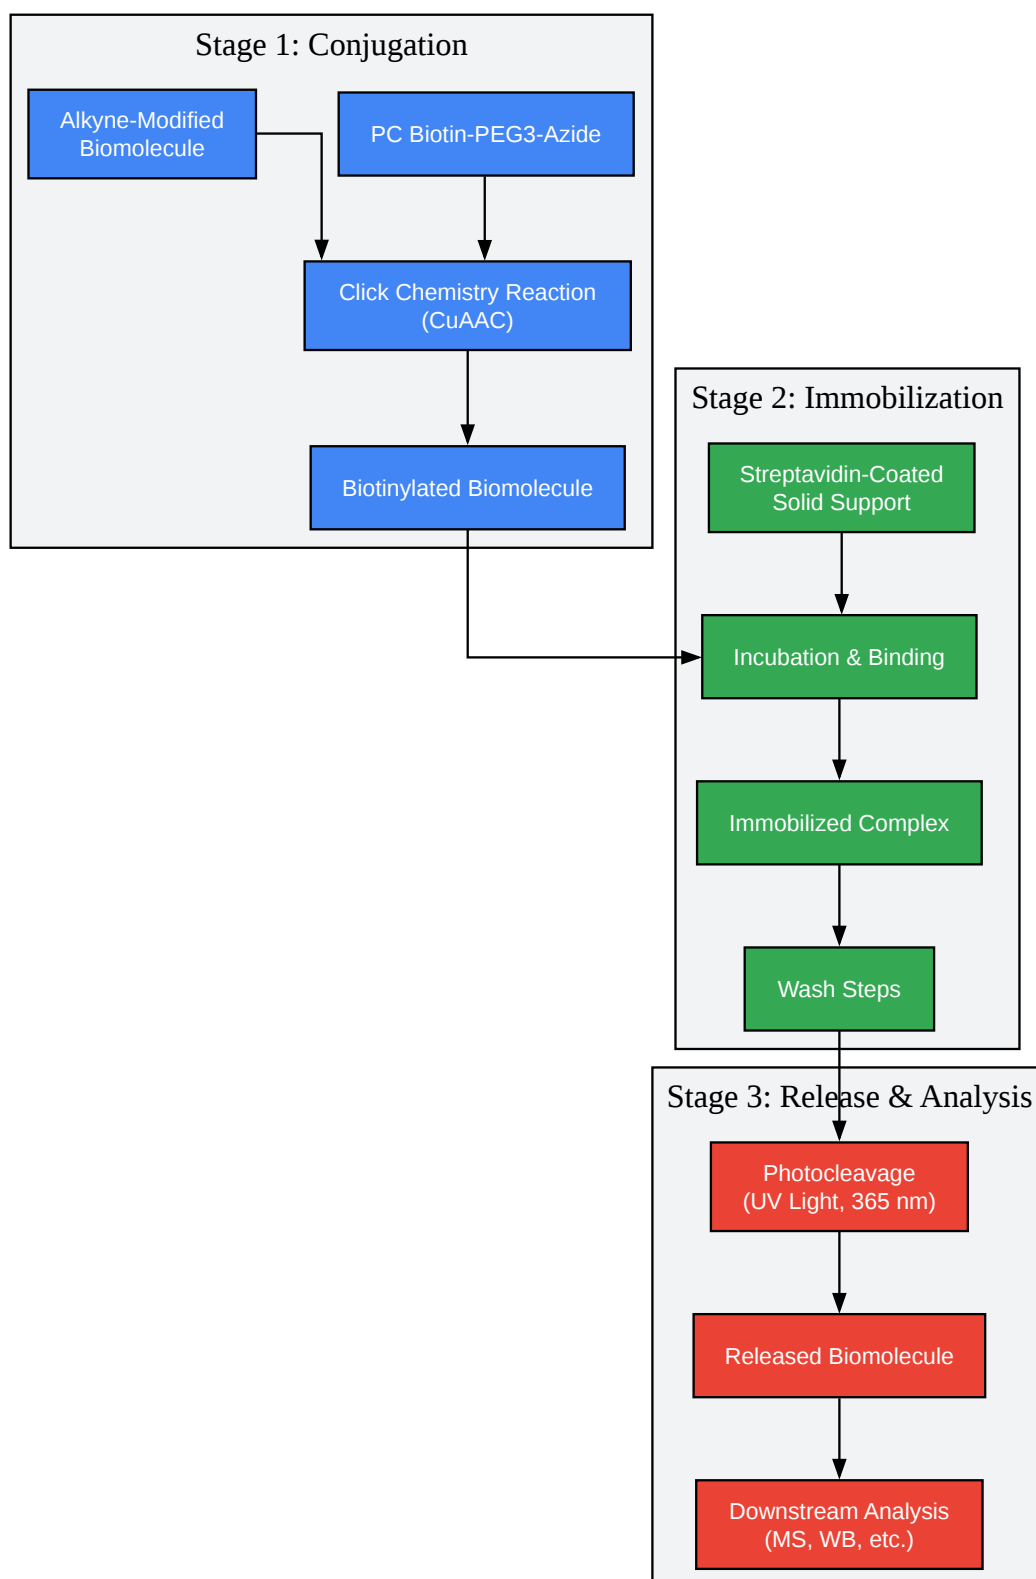 Stage 1: Conjugation
Alkyne-Modified
Biomolecule
PC Biotin-PEG3-Azide
Click Chemistry Reaction
(CuAAC)
Biotinylated Biomolecule
Stage 2: Immobilization
Streptavidin-Coated
Solid Support
Incubation & Binding
Immobilized Complex
Wash Steps
Stage 3: Release & Analysis
Photocleavage
(UV Light, 365 nm)
Released Biomolecule
Downstream Analysis
(MS, WB, etc.)